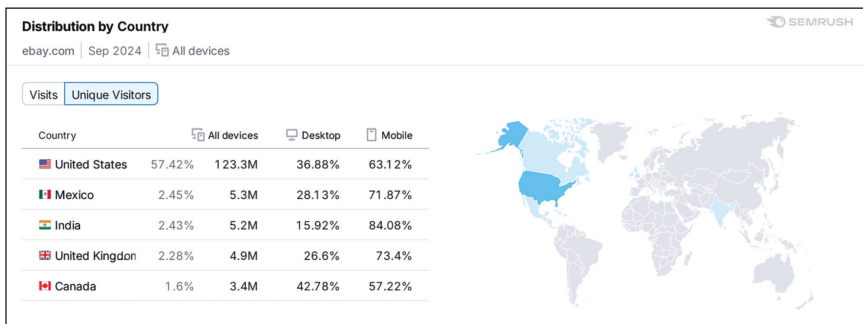 Distribution by Country
SEMRUSH
ebay.com | Sep 2024 | All devices
Visits Unique Visitors
Country All devices Desktop Mobile
United States 57.42% 123.3M 36.88% 63.12%
Mexico 2.45% 5.3M 28.13% 71.87%
India 2.43% 5.2M 15.92% 84.08%
United Kingdom 2.28% 4.9M 26.6% 73.4%
Canada 1.6% 3.4M 42.78% 57.22%